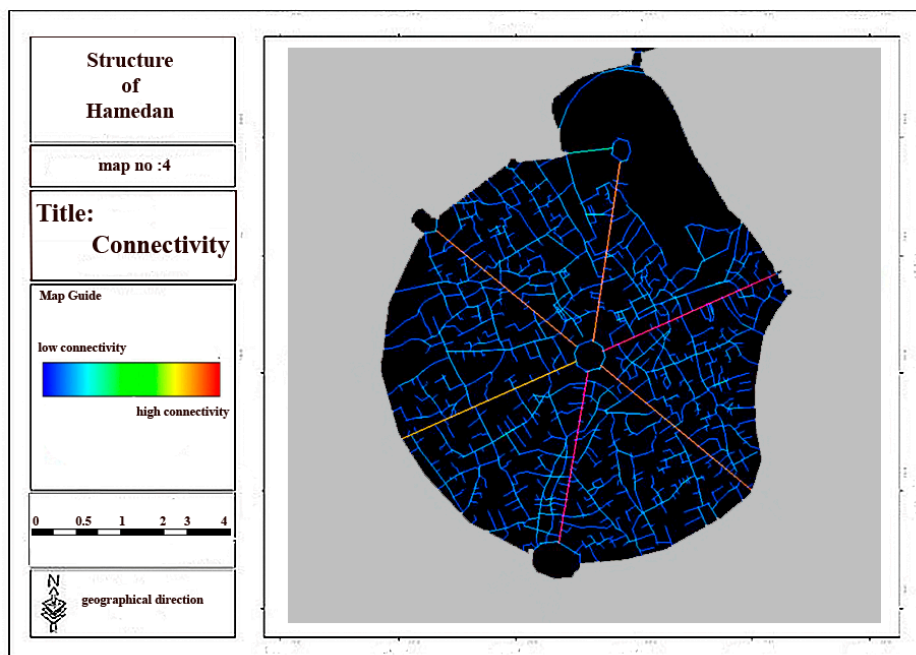 Structure
of
Hamedan
map no :4
Title:
Connectivity
Map Guide
low connectivity
high connectivity
0 0.5 1 2 3 4
N
geographical direction